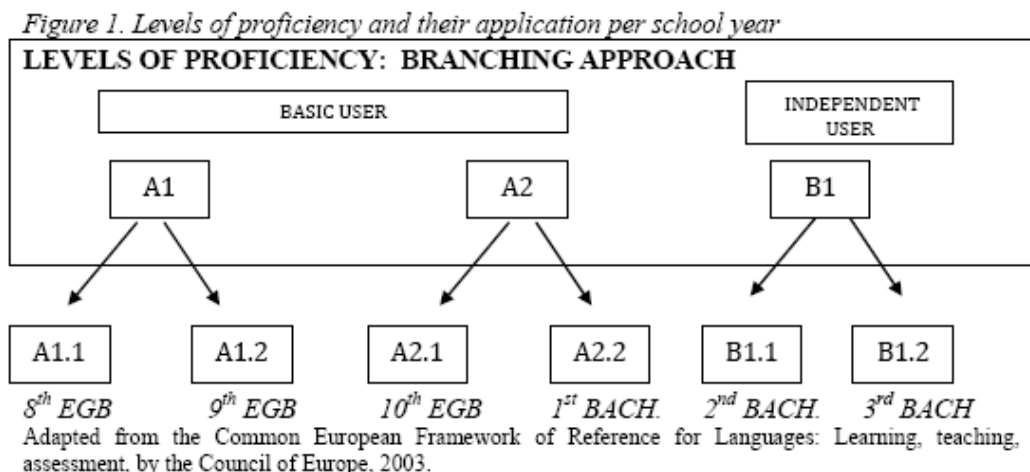 Figure 1. Levels of proficiency and their application per school year
LEVELS OF PROFICIENCY: BRANCHING APPROACH
BASIC USER
INDEPENDENT
USER
A1
A2
B1
A1.1
A1.2
A2.1
A2.2
B1.1
B1.2
8th EGB
9th EGB
10th EGB
1st BACH.
2nd BACH.
3rd BACH
Adapted from the Common European Framework of Reference for Languages: Learning, teaching,
assessment, by the Council of Europe, 2003.